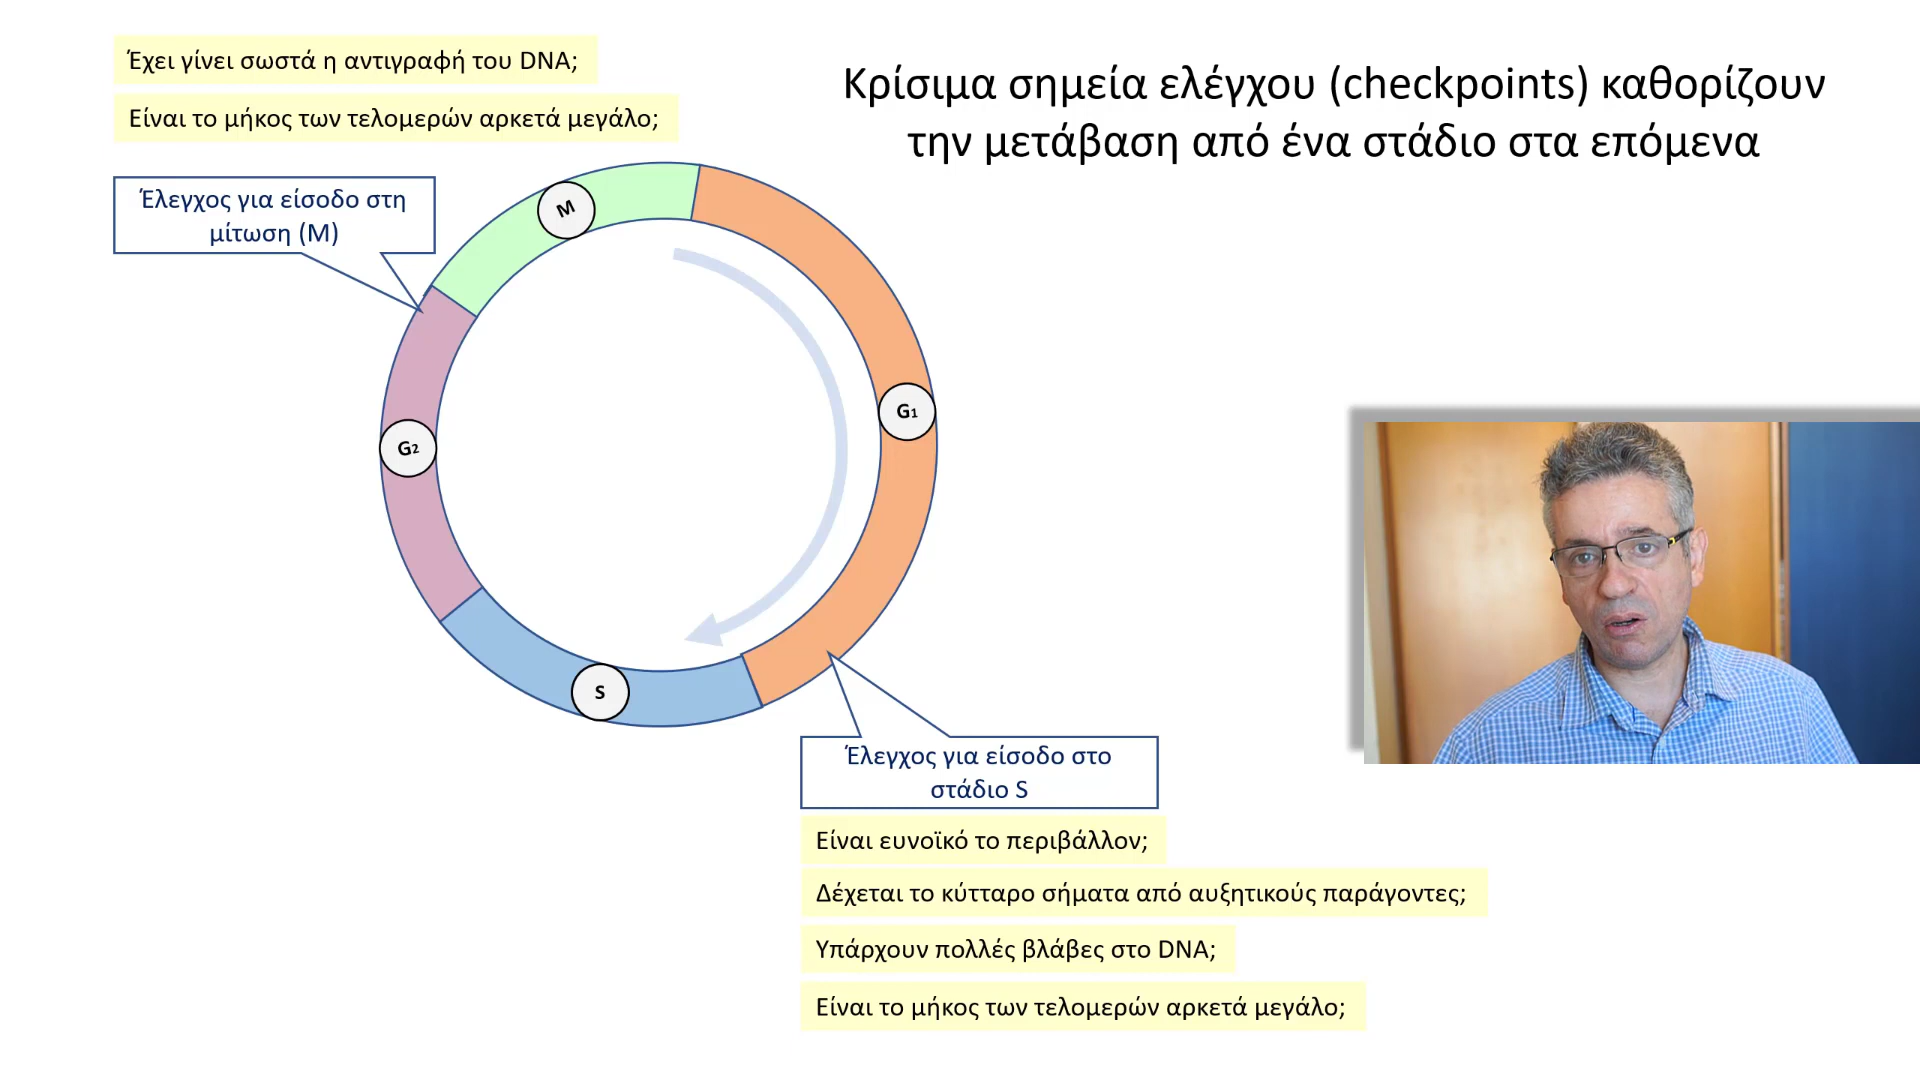 Έχει γίνει σωστά η αντιγραφή του DNA;
Είναι το μήκος των τελομερών αρκετά μεγάλο;
Κρίσιμα σημεία ελέγχου (checkpoints) καθορίζουν
την μετάβαση από ένα στάδιο στα επόμενα
Έλεγχος για είσοδο στη
μίτωση (M)
M
G1
G2
S
Έλεγχος για είσοδο στο
στάδιο S
Είναι ευνοϊκό το περιβάλλον;
Δέχεται το κύτταρο σήματα από αυξητικούς παράγοντες;
Υπάρχουν πολλές βλάβες στο DNA;
Είναι το μήκος των τελομερών αρκετά μεγάλο;